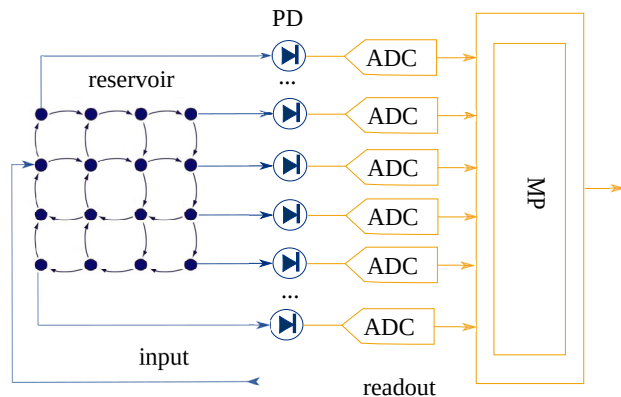 PD
reservoir
ADC
...
ADC
ADC
MP
ADC
ADC
...
ADC
input
readout